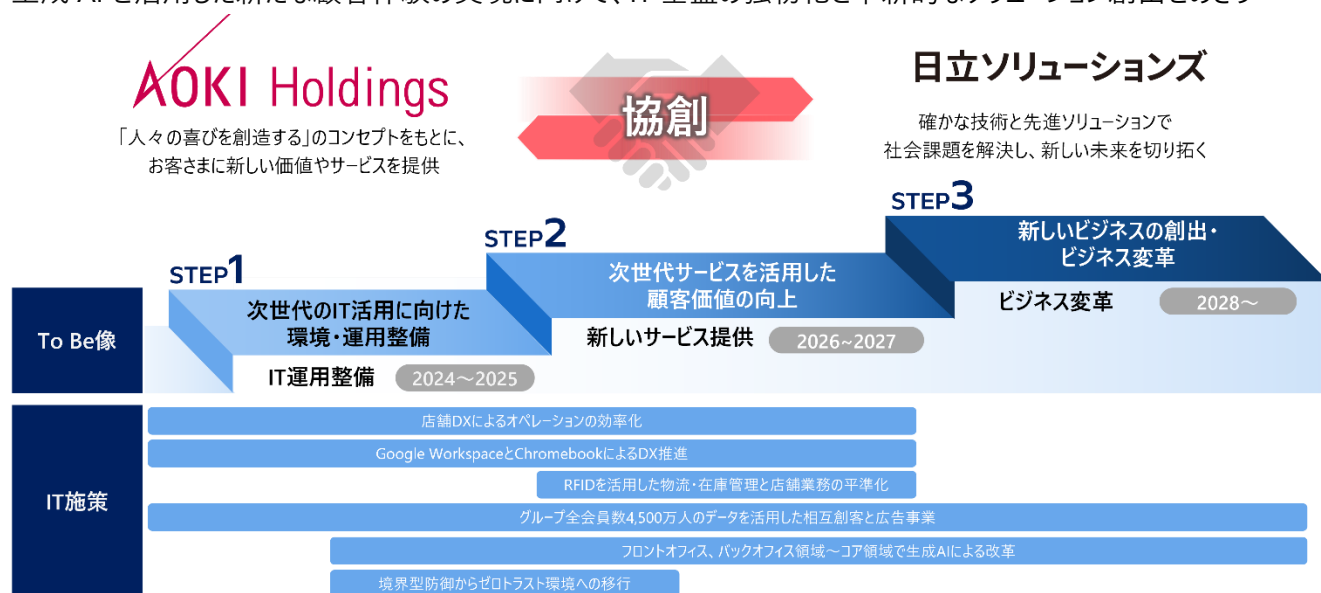 AOKI Holdings
「人々の喜びを創造する」のコンセプトをもとに、
お客さまに新しい価値やサービスを提供
協創
日立ソリューションズ
確かな技術と先進ソリューションで
社会課題を解決し、新しい未来を切り拓く
STEP1
次世代のIT活用に向けた
環境・運用整備
STEP2
次世代サービスを活用した
顧客価値の向上
STEP3
新しいビジネスの創出・
ビジネス変革
To Be像
IT運用整備 2024～2025
新しいサービス提供 2026~2027
ビジネス変革 2028～
IT施策
店舗DXによるオペレーションの効率化
Google WorkspaceとChromebookによるDX推進
RFIDを活用した物流・在庫管理と店舗業務の平準化
グループ全会員数4,500万人のデータを活用した相互創客と広告事業
フロントオフィス、バックオフィス領域～コア領域で生成AIによる改革
境界型防御からゼロトラスト環境への移行